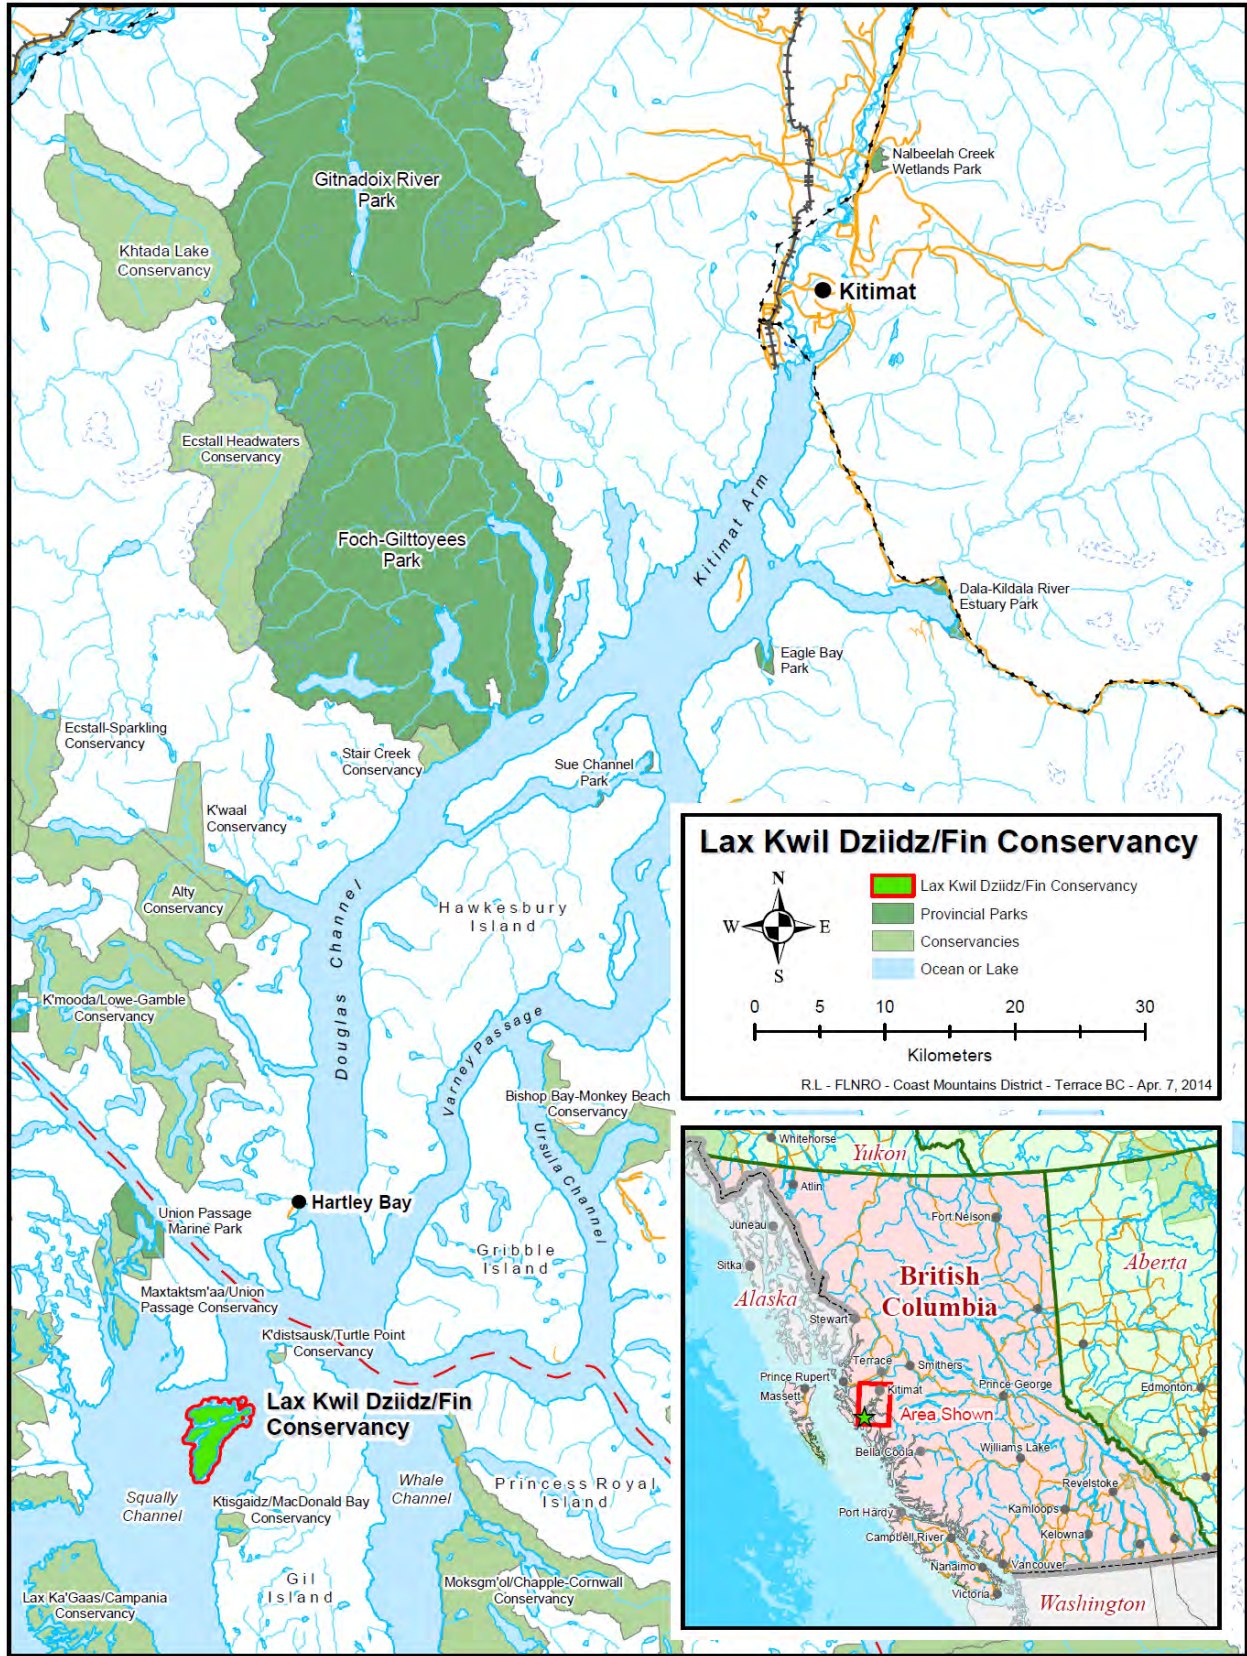 Gitnadoix River
Park
Nalbeelah Creek
Wetlands Park
Khtada Lake
Conservancy
Kitimat
Ecstall Headwaters
Conservancy
Kitimat Arm
Foch-Gilttoyees
Park
Dala-Kildala River
Estuary Park
Eagle Bay
Park
Ecstall-Sparkling
Conservancy
Stair Creek
Conservancy
Sue Channel
Park
K'waal
Conservancy
Alty
Conservancy
Hawkesbury
Island
Douglas Channel
K'mooda/Lowe-Gamble
Conservancy
Varney Passage
Bishop Bay-Monkey Beach
Conservancy
Ursula Channel
Hartley Bay
Union Passage
Marine Park
Gribble
Island
Maxtaktsm'aa/Union
Passage Conservancy
K'distsausk/Turtle Point
Conservancy
Lax Kwil Dziidz/Fin
Conservancy
Squally
Channel
Whale
Channel
Princess Royal
Island
Ktisgaidz/MacDonald Bay
Conservancy
Gil
Island
Moksgm'ol/Chapple-Cornwall
Conservancy
Lax Ka'Gaas/Campania
Conservancy
Lax Kwil Dziidz/Fin Conservancy
N
W E
S
Lax Kwil Dziidz/Fin Conservancy
Provincial Parks
Conservancies
Ocean or Lake
0 5 10 20 30
Kilometers
R.L - FLNRO - Coast Mountains District - Terrace BC - Apr. 7, 2014
Whitehorse
Yukon
Atlin
Juneau
Fort Nelson
Sitka
Alaska
British
Columbia
Aberta
Stewart
Terrace
Smithers
Prince Rupert
Massett
Kitimat
Prince George
Edmonton
Area Shown
Bella Coola
Williams Lake
Revelstoke
Port Hardy
Kamloops
Campbell River
Kelowna
Nanaimo
Vancouver
Victoria
Washington